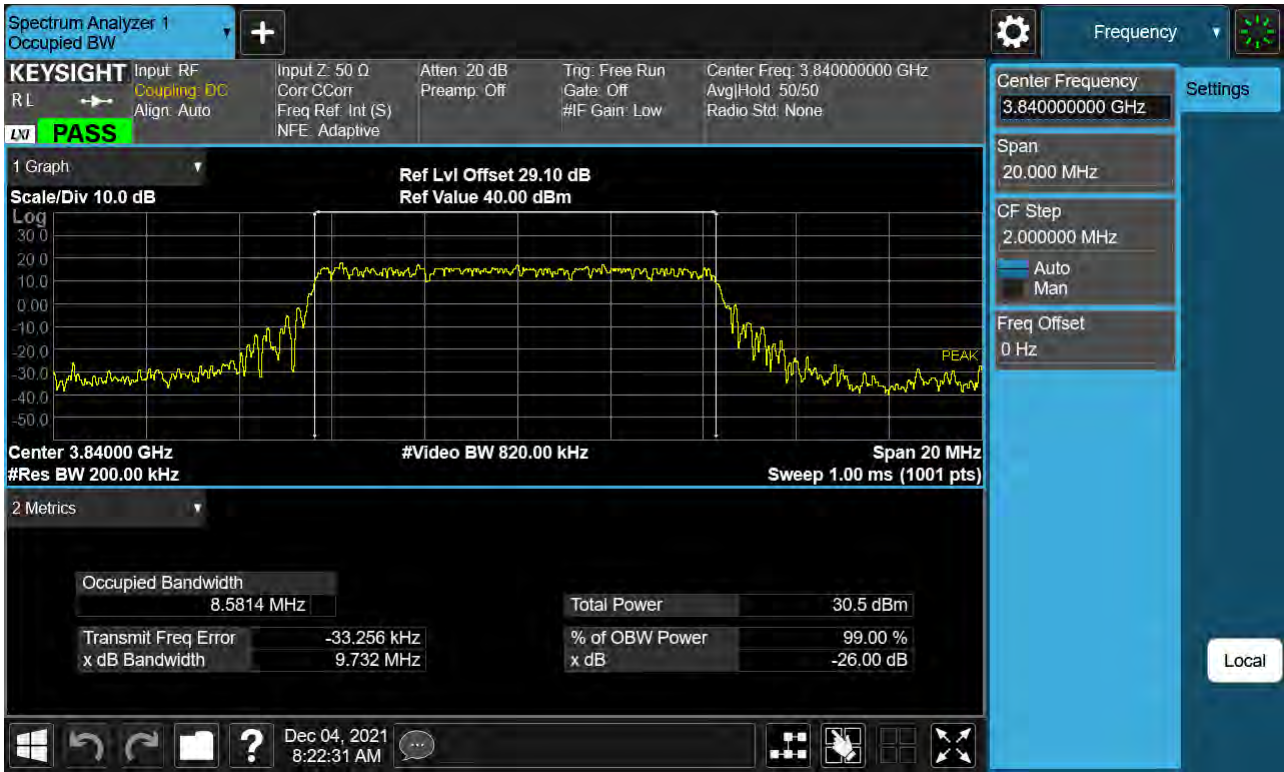 Spectrum Analyzer 1
Occupied BW
+
Frequency
KEYSIGHT
RL
LXI
PASS
Input: RF
Coupling: DC
Align: Auto
Input Z: 50 Ω
Corr CCorr
Freq Ref: Int (S)
NFE: Adaptive
Atten: 20 dB
Preamp: Off
Trig: Free Run
Gate: Off
#IF Gain: Low
Center Freq: 3.840000000 GHz
Avg|Hold: 50/50
Radio Std: None
Center Frequency
3.840000000 GHz
Settings
Span
20.000 MHz
CF Step
2.000000 MHz
Auto
Man
Freq Offset
0 Hz
Local
1 Graph
Scale/Div 10.0 dB
Ref Lvl Offset 29.10 dB
Ref Value 40.00 dBm
Log
30.0
20.0
10.0
0.00
-10.0
-20.0
-30.0
-40.0
-50.0
PEAK
Center 3.84000 GHz
#Video BW 820.00 kHz
Span 20 MHz
#Res BW 200.00 kHz
Sweep 1.00 ms (1001 pts)
2 Metrics
Occupied Bandwidth
8.5814 MHz
Total Power 30.5 dBm
Transmit Freq Error -33.256 kHz
% of OBW Power 99.00 %
x dB Bandwidth 9.732 MHz
x dB -26.00 dB
?
Dec 04, 2021
8:22:31 AM